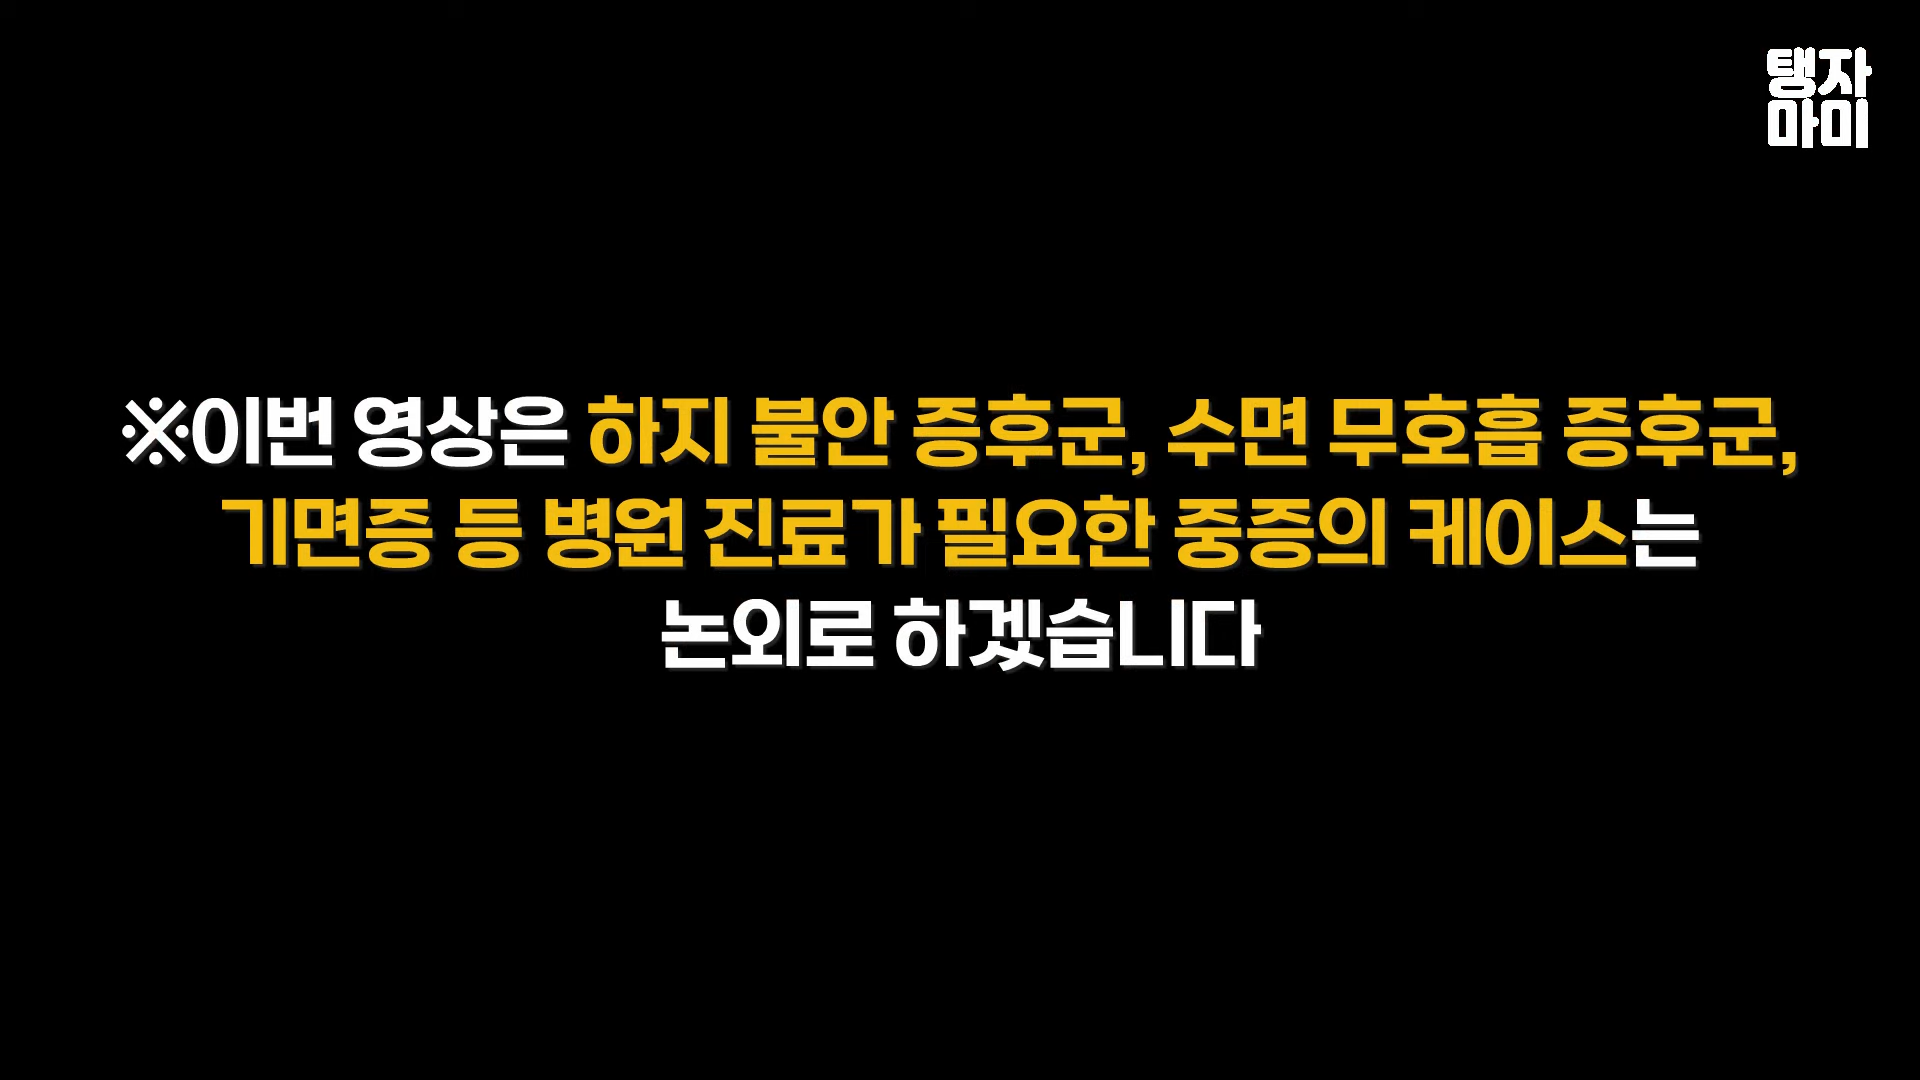 탱자
마미
※이번 영상은 하지 불안 증후군, 수면 무호흡 증후군,
기면증 등 병원 진료가 필요한 중증의 케이스는
논외로 하겠습니다